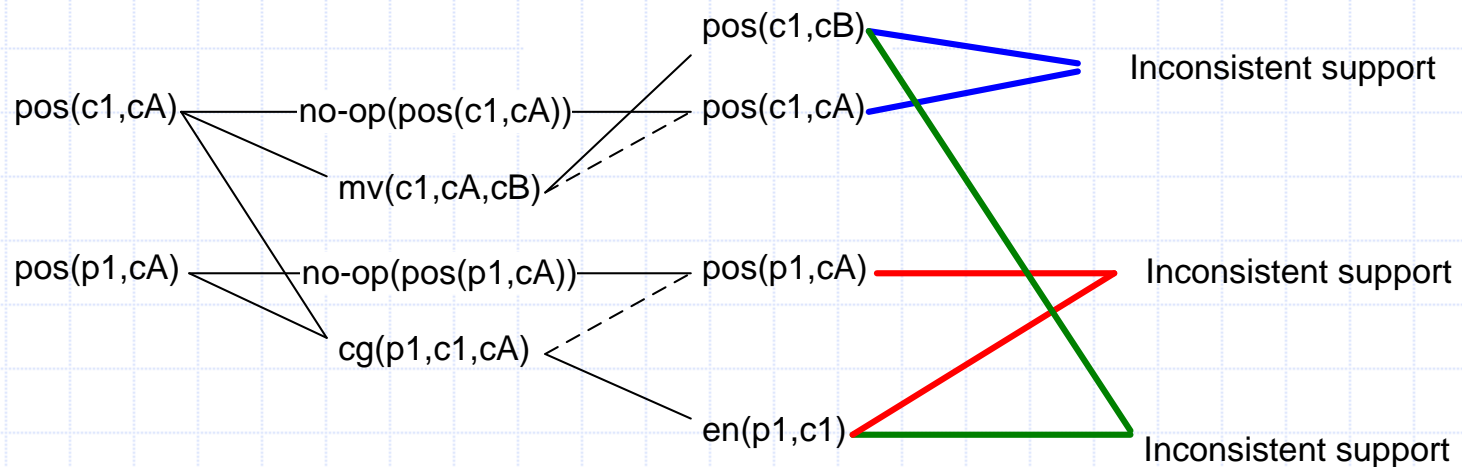 pos(c1,cB)
Inconsistent support
pos(c1,cA)
no-op(pos(c1,cA))
pos(c1,cA)
mv(c1,cA,cB)
pos(p1,cA)
no-op(pos(p1,cA))
pos(p1,cA)
Inconsistent support
cg(p1,c1,cA)
en(p1,c1)
Inconsistent support